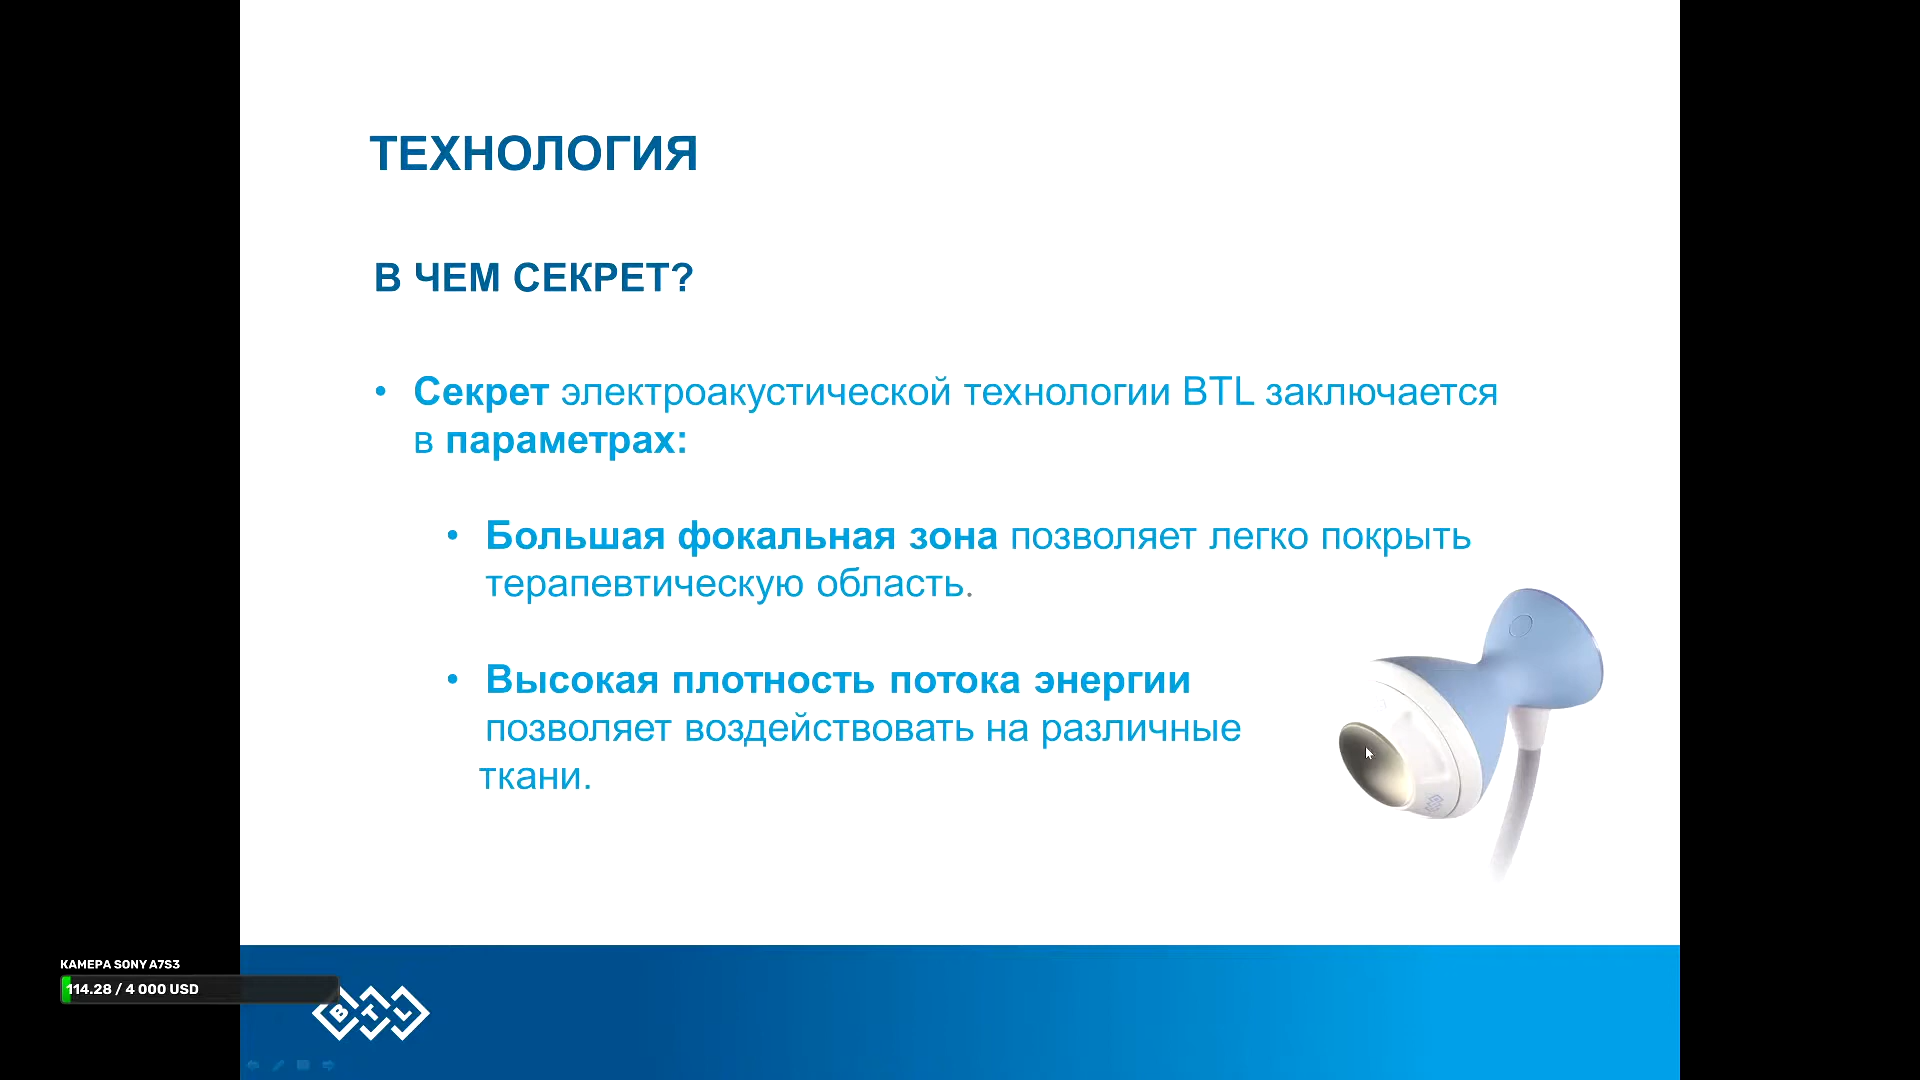 ТЕХНОЛОГИЯ
В ЧЕМ СЕКРЕТ?
• Секрет электроакустической технологии BTL заключается
в параметрах:
• Большая фокальная зона позволяет легко покрыть
терапевтическую область.
• Высокая плотность потока энергии
позволяет воздействовать на различные
ткани.
КАМЕРА SONY A7S3
114.28 / 4 000 USD
BTL